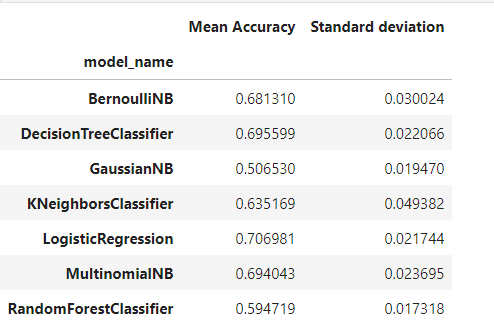 Mean Accuracy Standard deviation
model_name
BernoulliNB 0.681310 0.030024
DecisionTreeClassifier 0.695599 0.022066
GaussianNB 0.506530 0.019470
KNeighborsClassifier 0.635169 0.049382
LogisticRegression 0.706981 0.021744
MultinomialNB 0.694043 0.023695
RandomForestClassifier 0.594719 0.017318